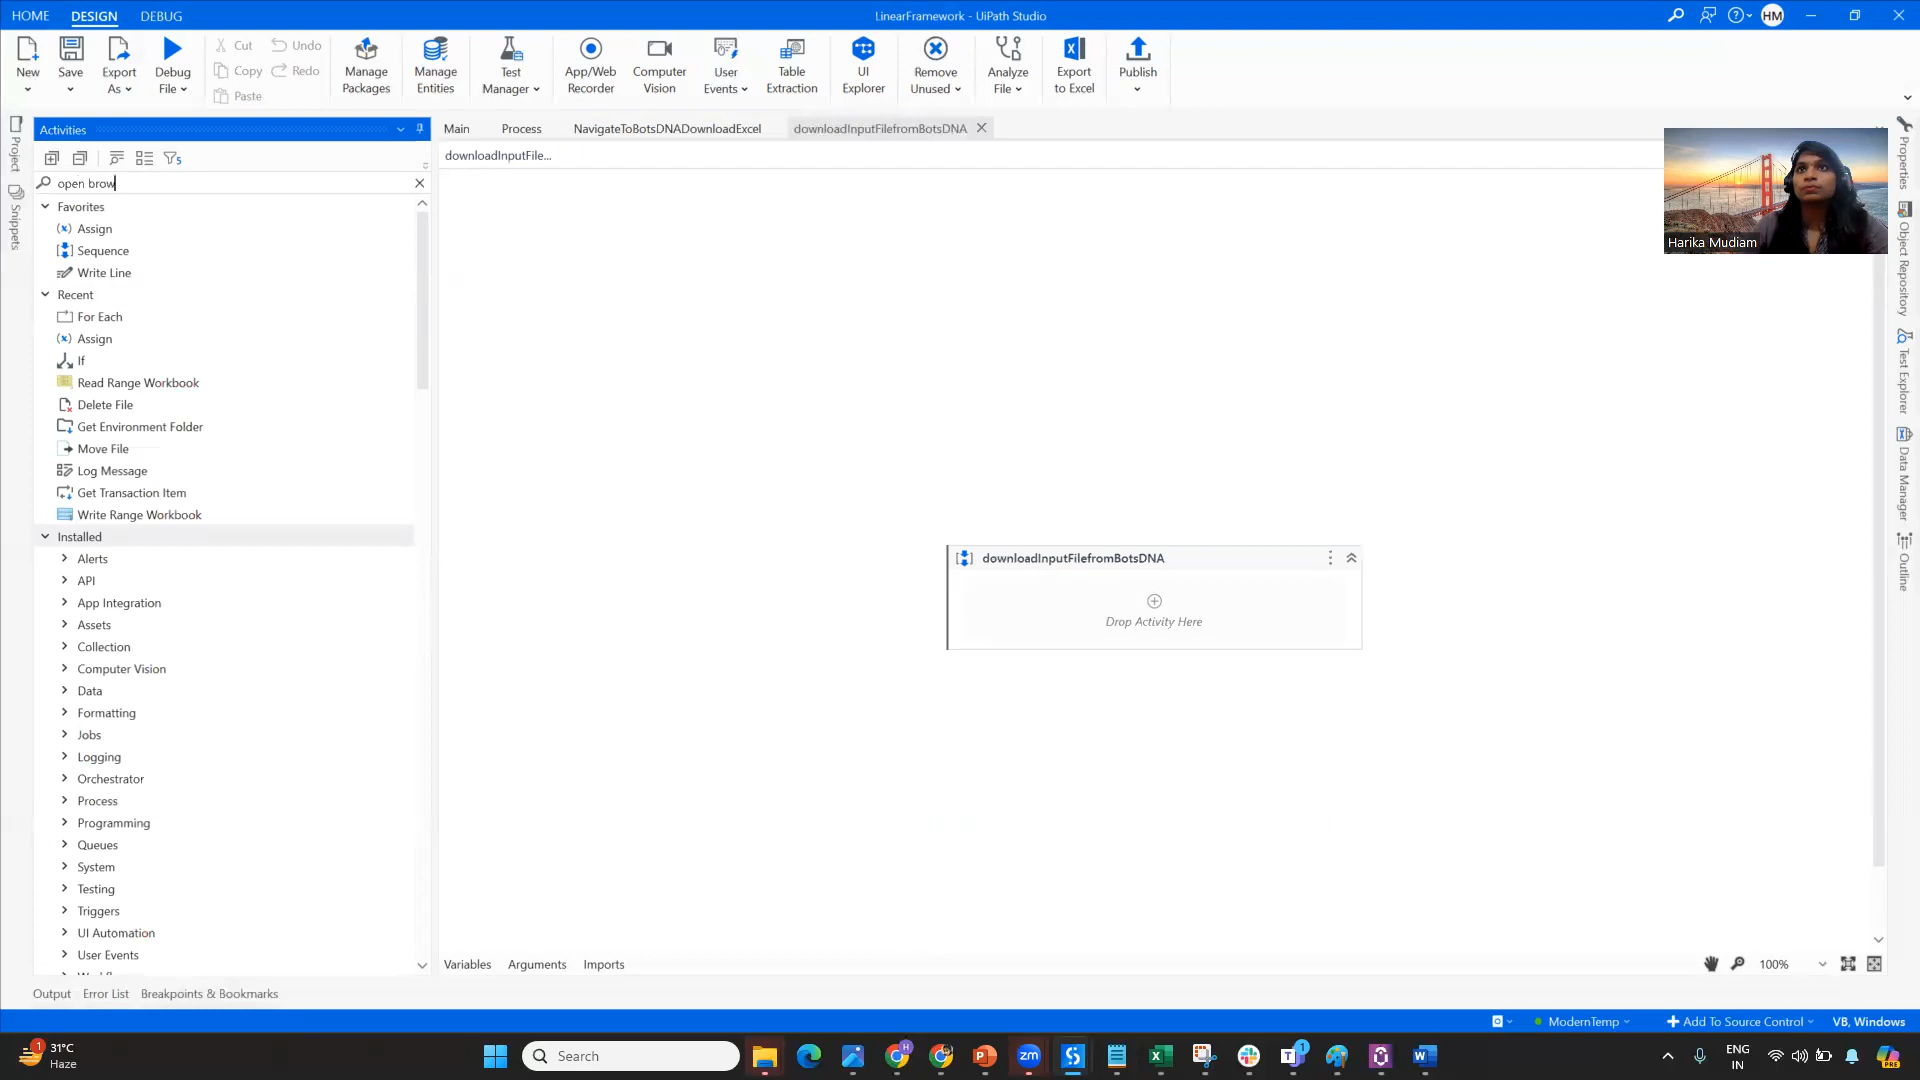 HOME DESIGN DEBUG
LinearFramework - UiPath Studio
HM
New Save Export As Debug File
Cut Undo
Copy Redo
Paste
Manage Packages
Manage Entities
Test Manager
App/Web Recorder
Computer Vision
User Events
Table Extraction
UI Explorer
Remove Unused
Analyze File
Export to Excel
Publish
Project
Snippets
Activities
5
open brow
Favorites
Assign
Sequence
Write Line
Recent
For Each
Assign
If
Read Range Workbook
Delete File
Get Environment Folder
Move File
Log Message
Get Transaction Item
Write Range Workbook
Installed
Alerts
API
App Integration
Assets
Collection
Computer Vision
Data
Formatting
Jobs
Logging
Orchestrator
Process
Programming
Queues
System
Testing
Triggers
UI Automation
User Events
Main Process NavigateToBotsDNADownloadExcel downloadInputFilefromBotsDNA
downloadInputFile...
downloadInputFilefromBotsDNA
Drop Activity Here
Harika Mudiam
Properties
Object Repository
Test Explorer
Data Manager
Outline
Variables Arguments Imports
100%
Output Error List Breakpoints & Bookmarks
ModernTemp Add To Source Control VB, Windows
1
31°C
Haze
Search
H
zm
1
ENG
IN
PRE